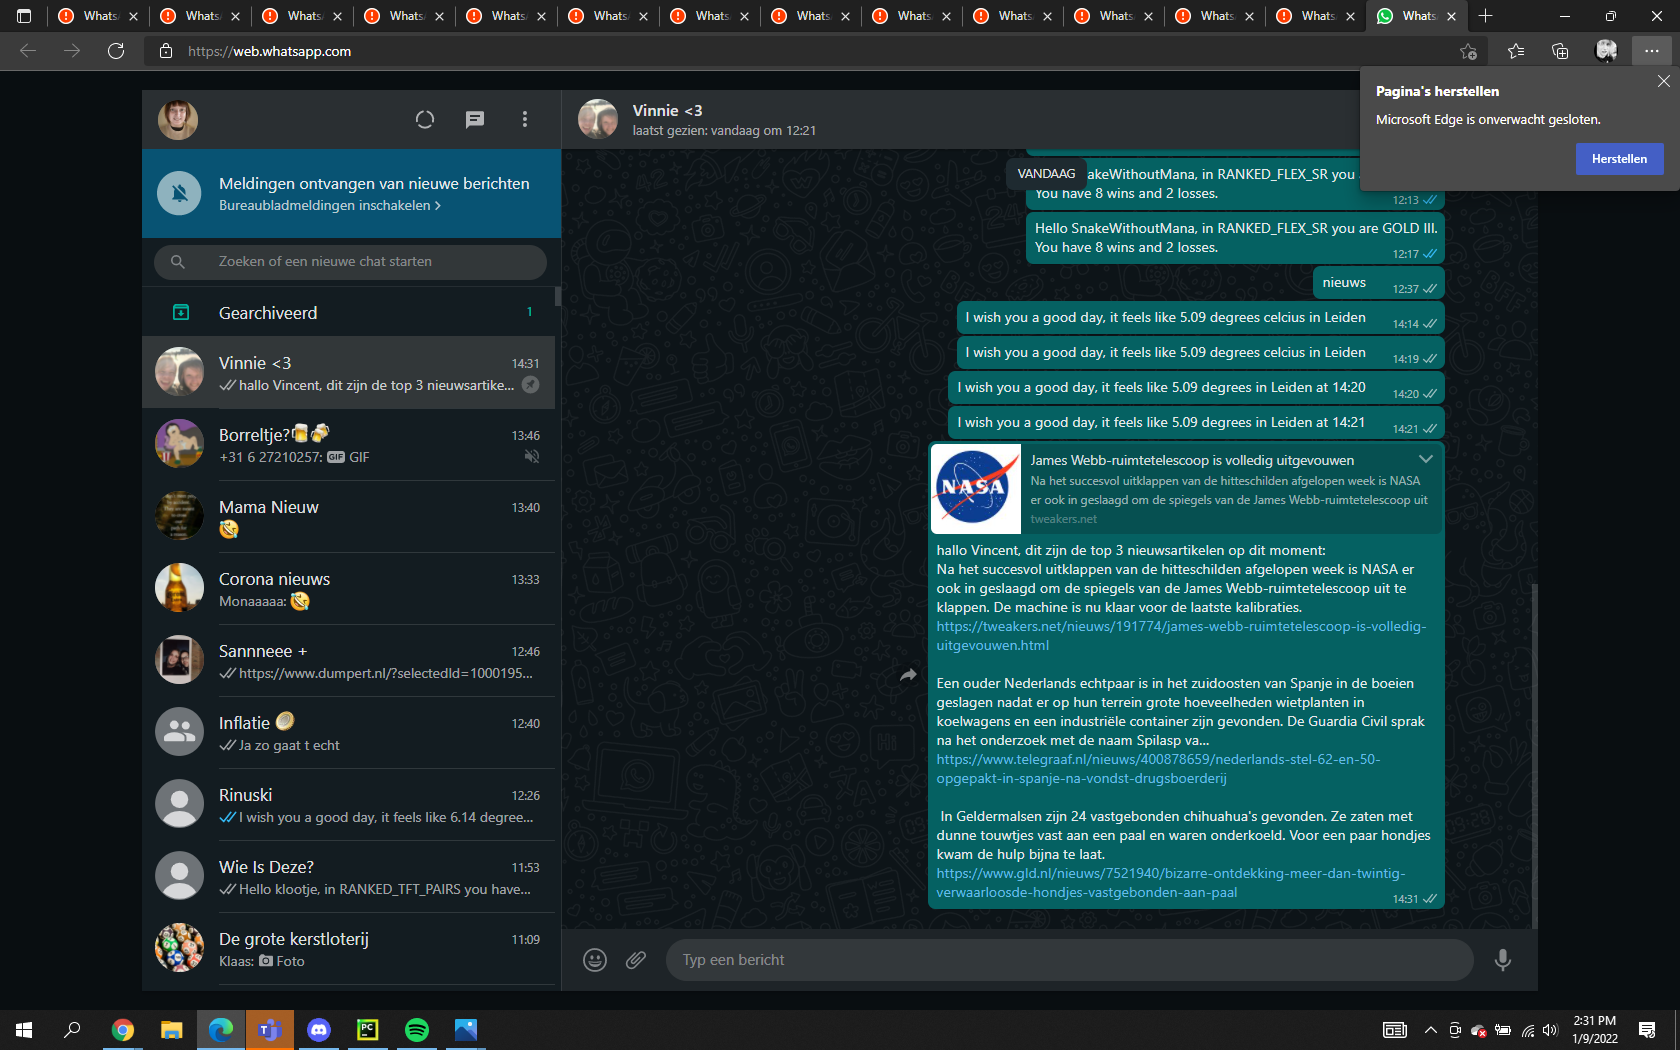 Whats
Whats
Whats
Whats
Whats
Whats
Whats
Whats
Whats
Whats
Whats
Whats
Whats
Whats
https://web.whatsapp.com
Pagina's herstellen
Microsoft Edge is onverwacht gesloten.
Herstellen
Meldingen ontvangen van nieuwe berichten
Bureaubladmeldingen inschakelen >
Zoeken of een nieuwe chat starten
Gearchiveerd 1
Vinnie <3 14:31
hallo Vincent, dit zijn de top 3 nieuwsartike...
Borreltje?🍺🍻 13:46
+31 6 27210257: GIF GIF
Mama Nieuw 13:40
🤣
Corona nieuws 13:33
Monaaaaa: 🤣
Sannneee + 12:46
https://www.dumpert.nl/?selectedId=1000195...
Inflatie 🪙 12:40
Ja zo gaat t echt
Rinuski 12:26
I wish you a good day, it feels like 6.14 degree...
Wie Is Deze? 11:53
Hello klootje, in RANKED_TFT_PAIRS you have...
De grote kerstloterij 11:09
Klaas: Foto
Vinnie <3
laatst gezien: vandaag om 12:21
VANDAAG
akeWithoutMana, in RANKED_FLEX_SR you
You have 8 wins and 2 losses.
12:13
Hello SnakeWithoutMana, in RANKED_FLEX_SR you are GOLD III.
You have 8 wins and 2 losses.
12:17
nieuws 12:37
I wish you a good day, it feels like 5.09 degrees celcius in Leiden 14:14
I wish you a good day, it feels like 5.09 degrees celcius in Leiden 14:19
I wish you a good day, it feels like 5.09 degrees in Leiden at 14:20 14:20
I wish you a good day, it feels like 5.09 degrees in Leiden at 14:21 14:21
NASA
James Webb-ruimtetelescoop is volledig uitgevouwen
Na het succesvol uitklappen van de hitteschilden afgelopen week is NASA
er ook in geslaagd om de spiegels van de James Webb-ruimtetelescoop uit
tweakers.net
hallo Vincent, dit zijn de top 3 nieuwsartikelen op dit moment:
Na het succesvol uitklappen van de hitteschilden afgelopen week is NASA er
ook in geslaagd om de spiegels van de James Webb-ruimtetelescoop uit te
klappen. De machine is nu klaar voor de laatste kalibraties.
https://tweakers.net/nieuws/191774/james-webb-ruimtetelescoop-is-volledig-
uitgevouwen.html
Een ouder Nederlands echtpaar is in het zuidoosten van Spanje in de boeien
geslagen nadat er op hun terrein grote hoeveelheden wietplanten in
koelwagens en een industriële container zijn gevonden. De Guardia Civil sprak
na het onderzoek met de naam Spilasp va...
https://www.telegraaf.nl/nieuws/400878659/nederlands-stel-62-en-50-
opgepakt-in-spanje-na-vondst-drugsboerderij
In Geldermalsen zijn 24 vastgebonden chihuahua's gevonden. Ze zaten met
dunne touwtjes vast aan een paal en waren onderkoeld. Voor een paar hondjes
kwam de hulp bijna te laat.
https://www.gld.nl/nieuws/7521940/bizarre-ontdekking-meer-dan-twintig-
verwaarloosde-hondjes-vastgebonden-aan-paal
14:31
Typ een bericht
PC
2:31 PM
1/9/2022